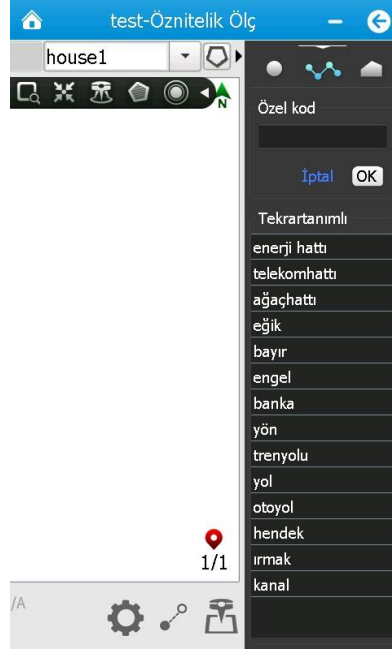 test-Öznitelik Ölç
house1
N
Özel kod
İptal OK
Tekrartanımlı
enerji hattı
telekomhattı
ağaçhattı
eğik
bayır
engel
banka
yön
trenyolu
yol
otoyol
hendek
ırmak
kanal
1/1
/A